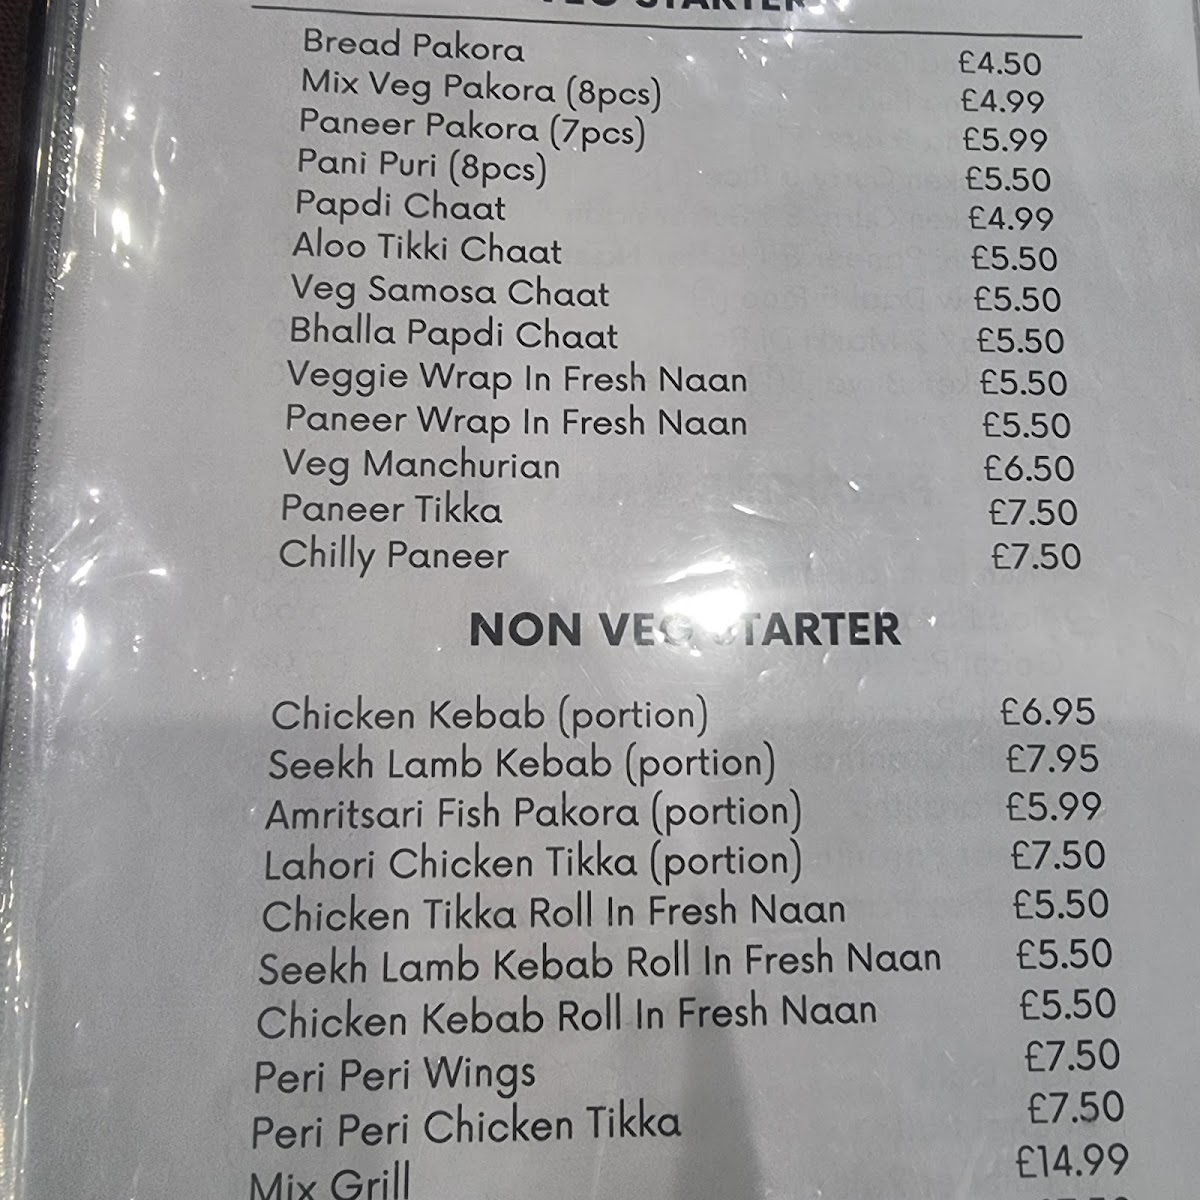 VEG STARTER
Bread Pakora £4.50
Mix Veg Pakora (8pcs) £4.99
Paneer Pakora (7pcs) £5.99
Pani Puri (8pcs) £5.50
Papdi Chaat £4.99
Aloo Tikki Chaat £5.50
Veg Samosa Chaat £5.50
Bhalla Papdi Chaat £5.50
Veggie Wrap In Fresh Naan £5.50
Paneer Wrap In Fresh Naan £5.50
Veg Manchurian £6.50
Paneer Tikka £7.50
Chilly Paneer £7.50
NON VEG STARTER
Chicken Kebab (portion) £6.95
Seekh Lamb Kebab (portion) £7.95
Amritsari Fish Pakora (portion) £5.99
Lahori Chicken Tikka (portion) £7.50
Chicken Tikka Roll In Fresh Naan £5.50
Seekh Lamb Kebab Roll In Fresh Naan £5.50
Chicken Kebab Roll In Fresh Naan £5.50
Peri Peri Wings £7.50
Peri Peri Chicken Tikka £7.50
Mix Grill £14.99